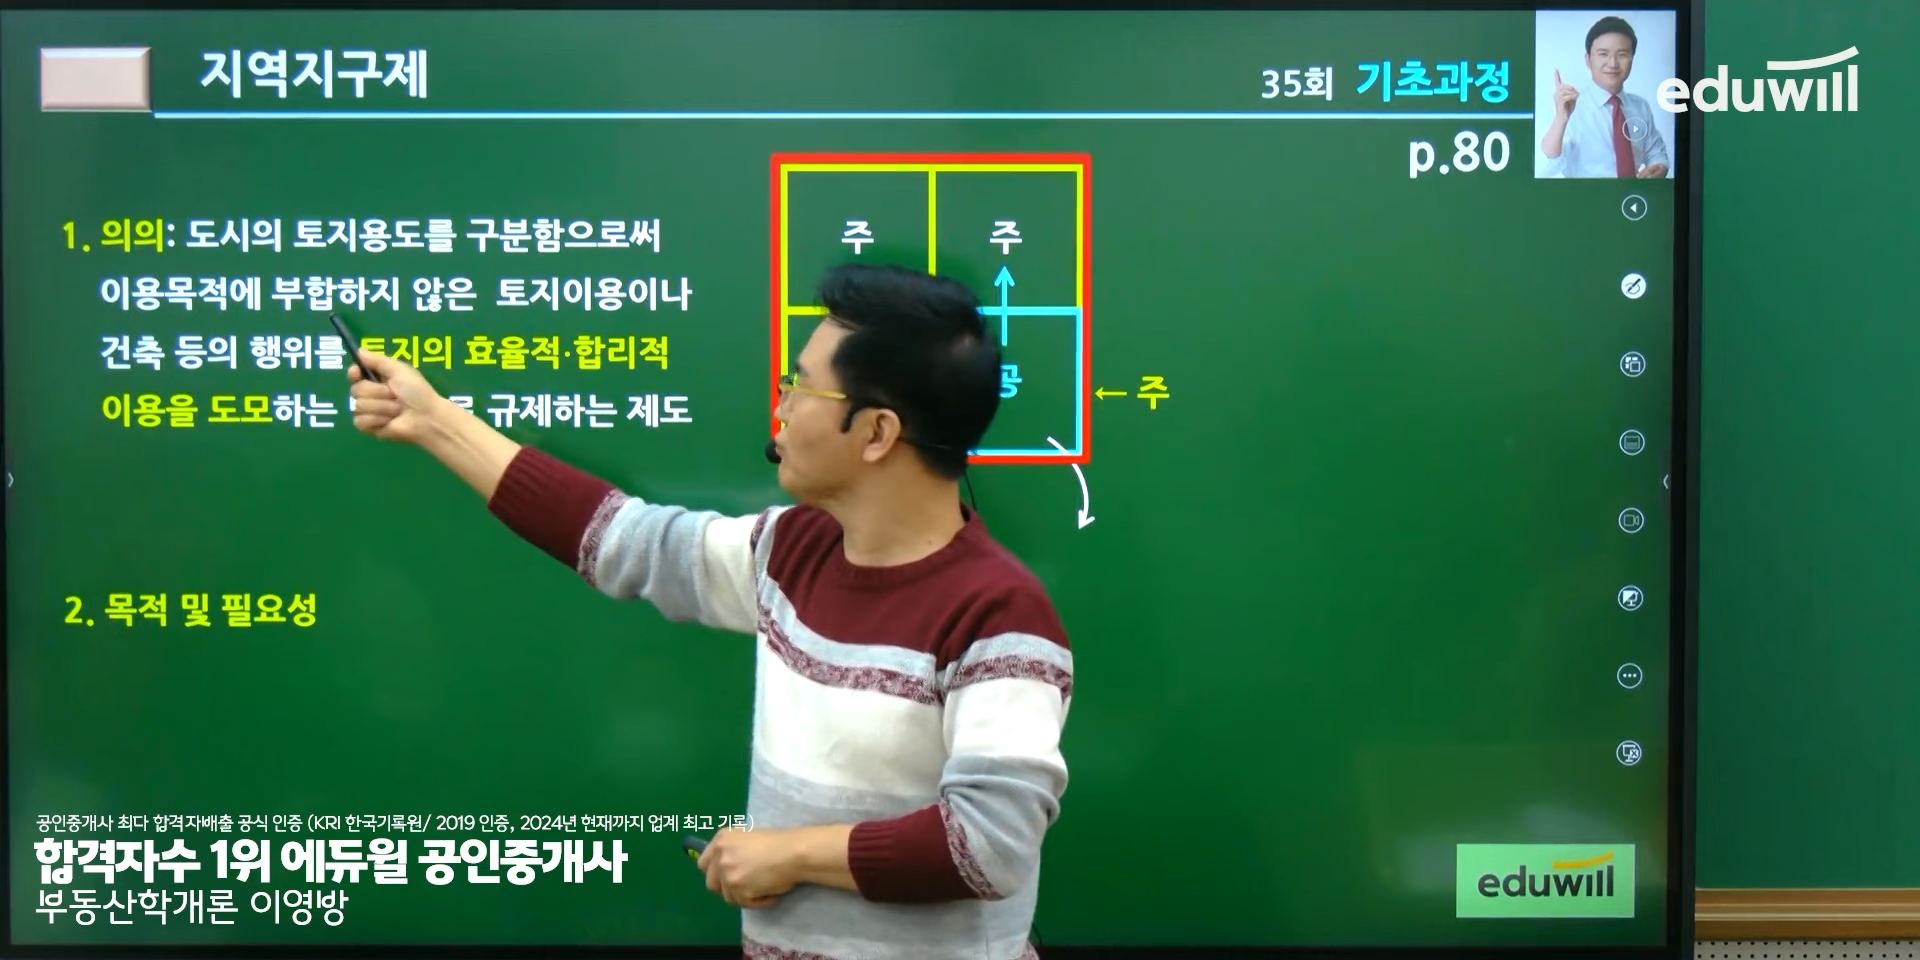 지역지구제
35회 기초과정
eduwill
p.80
1. 의의: 도시의 토지용도를 구분함으로써
이용목적에 부합하지 않은 토지이용이나
건축 등의 행위를 토지의 효율적·합리적
이용을 도모하는 규제하는 제도
주 주
공
← 주
2. 목적 및 필요성
공인중개사 최다 합격자배출 공식 인증 (KRI 한국기록원/ 2019 인증, 2024년 현재까지 업계 최고 기록)
합격자수 1위 에듀윌 공인중개사
부동산학개론 이영방
eduwill